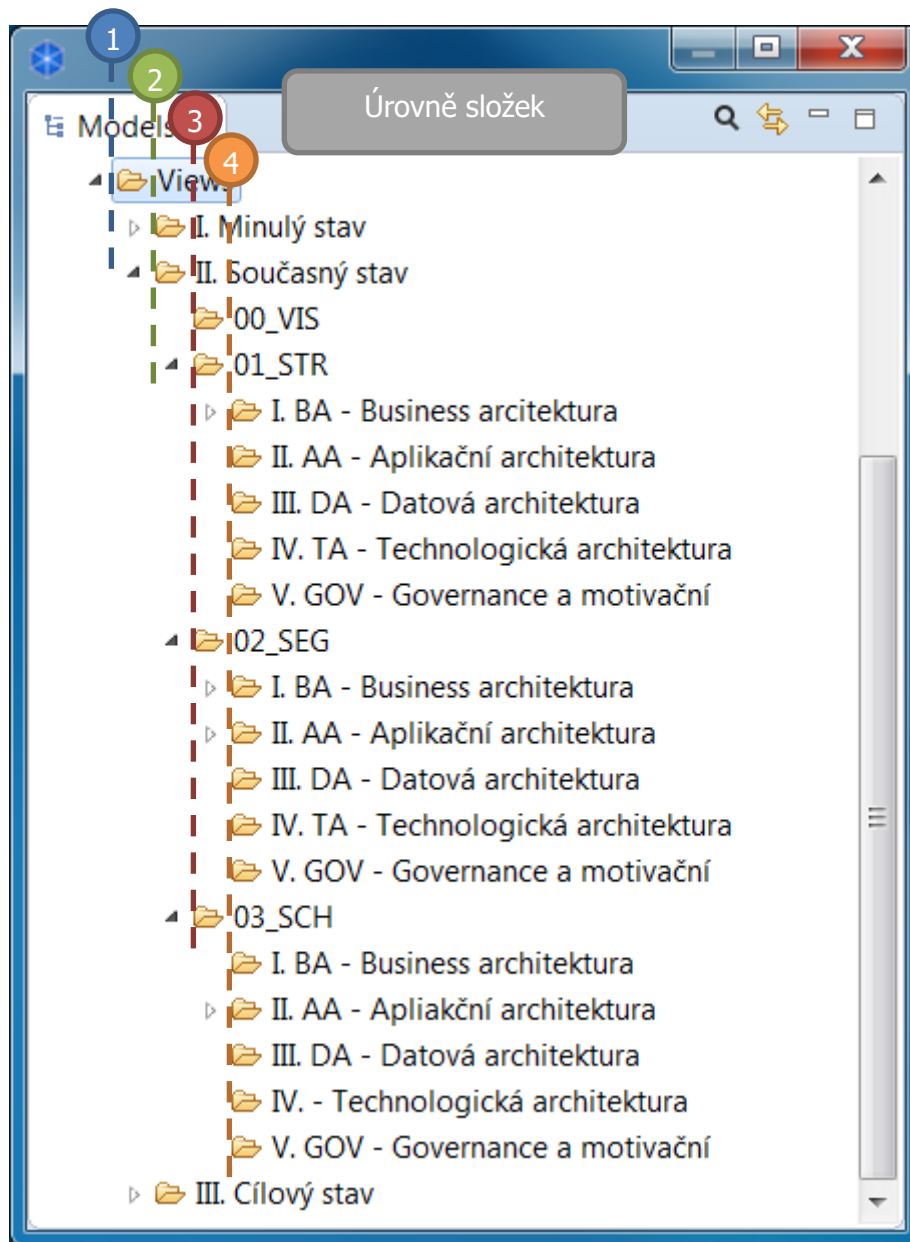 1
2
Úrovně složek
Models
3
4
Views
I. Minulý stav
II. Současný stav
00_VIS
01_STR
I. BA - Business arcitektura
II. AA - Aplikační architektura
III. DA - Datová architektura
IV. TA - Technologická architektura
V. GOV - Governance a motivační
02_SEG
I. BA - Business architektura
II. AA - Aplikační architektura
III. DA - Datová architektura
IV. TA - Technologická architektura
V. GOV - Governance a motivační
03_SCH
I. BA - Business architektura
II. AA - Apliakční architektura
III. DA - Datová architektura
IV. - Technologická architektura
V. GOV - Governance a motivační
III. Cílový stav